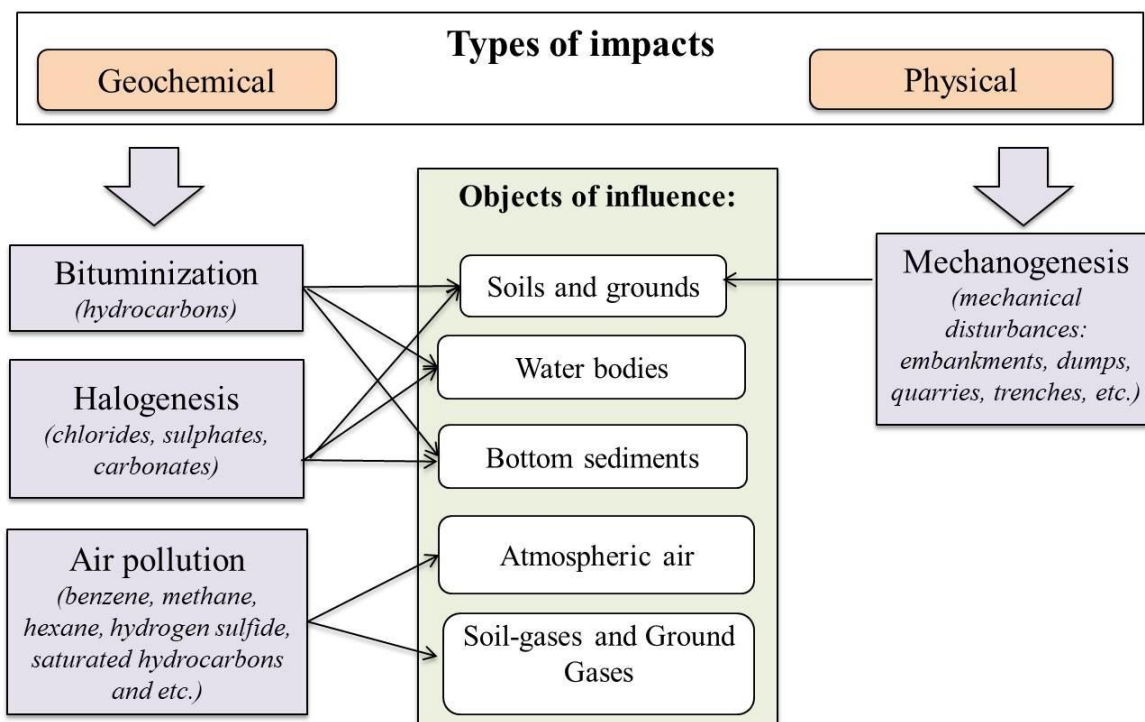 Types of impacts
Geochemical
Physical
Bituminization
(hydrocarbons)
Halogenesis
(chlorides, sulphates,
carbonates)
Air pollution
(benzene, methane,
hexane, hydrogen sulfide,
saturated hydrocarbons
and etc.)
Objects of influence:
Soils and grounds
Water bodies
Bottom sediments
Atmospheric air
Soil-gases and Ground
Gases
Mechanogenesis
(mechanical
disturbances:
embankments, dumps,
quarries, trenches, etc.)